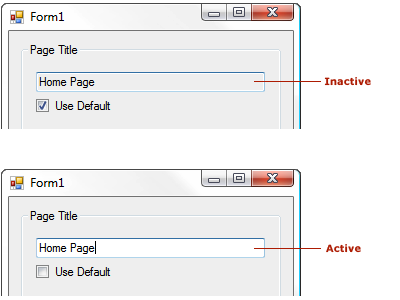 Form1
Page Title
Home Page
Inactive
Use Default
Form1
Page Title
Home Page
Active
Use Default